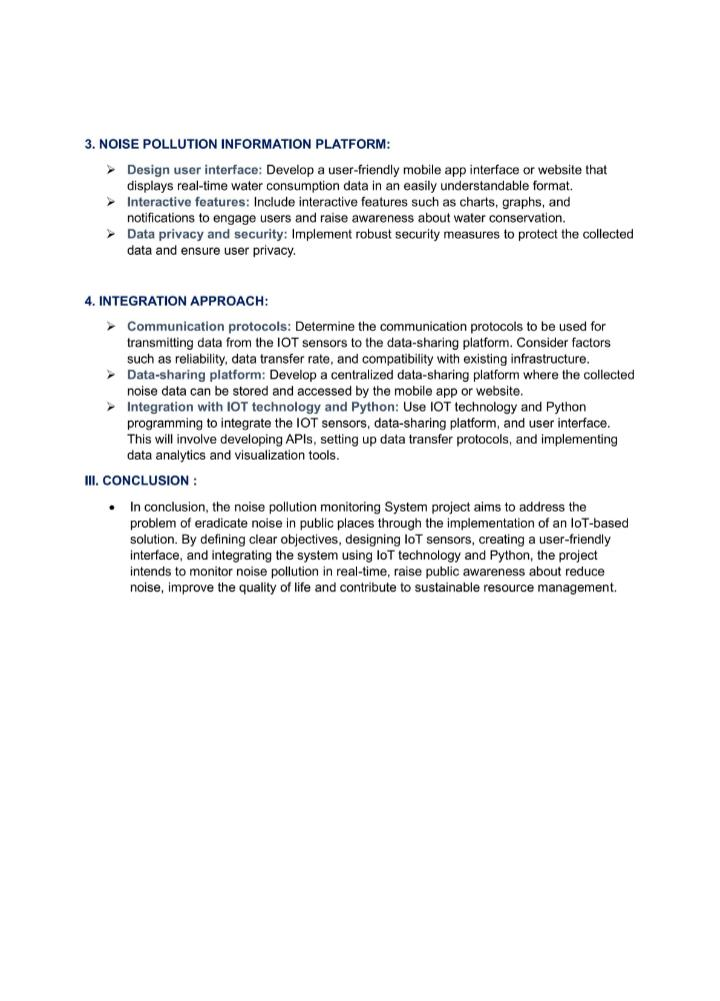 3. NOISE POLLUTION INFORMATION PLATFORM:
➢ Design user interface: Develop a user-friendly mobile app interface or website that
displays real-time water consumption data in an easily understandable format.
➢ Interactive features: Include interactive features such as charts, graphs, and
notifications to engage users and raise awareness about water conservation.
➢ Data privacy and security: Implement robust security measures to protect the collected
data and ensure user privacy.
4. INTEGRATION APPROACH:
➢ Communication protocols: Determine the communication protocols to be used for
transmitting data from the IOT sensors to the data-sharing platform. Consider factors
such as reliability, data transfer rate, and compatibility with existing infrastructure.
➢ Data-sharing platform: Develop a centralized data-sharing platform where the collected
noise data can be stored and accessed by the mobile app or website.
➢ Integration with IOT technology and Python: Use IOT technology and Python
programming to integrate the IOT sensors, data-sharing platform, and user interface.
This will involve developing APIs, setting up data transfer protocols, and implementing
data analytics and visualization tools.
III. CONCLUSION :
• In conclusion, the noise pollution monitoring System project aims to address the
problem of eradicate noise in public places through the implementation of an IoT-based
solution. By defining clear objectives, designing IoT sensors, creating a user-friendly
interface, and integrating the system using IoT technology and Python, the project
intends to monitor noise pollution in real-time, raise public awareness about reduce
noise, improve the quality of life and contribute to sustainable resource management.